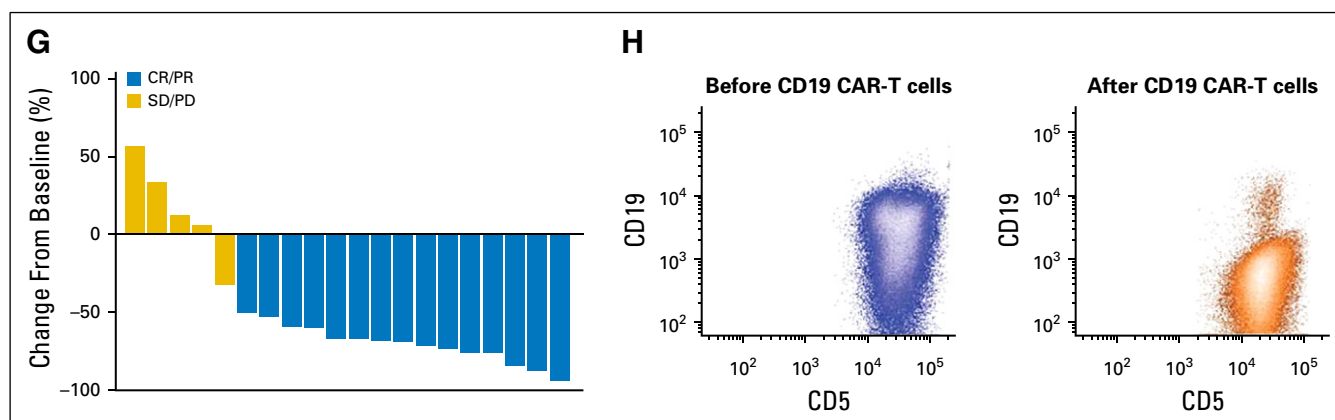 G
100
50
0
–50
–100
Change From Baseline (%)
CR/PR
SD/PD
H
Before CD19 CAR-T cells
10⁵
10⁴
10³
10²
CD19
10² 10³ 10⁴ 10⁵
CD5
After CD19 CAR-T cells
10⁵
10⁴
10³
10²
CD19
10² 10³ 10⁴ 10⁵
CD5